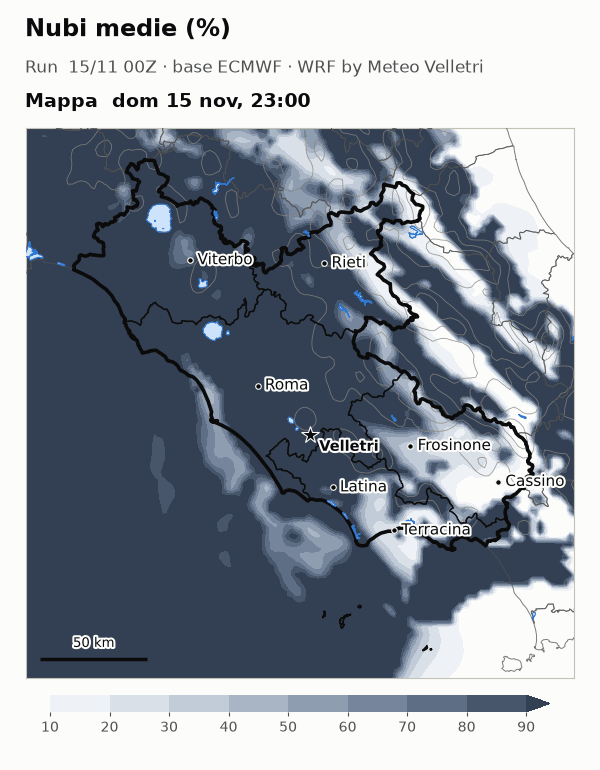 Nubi medie (%)
Run  15/11 00Z · base ECMWF · WRF by Meteo Velletri
Mappa  dom 15 nov, 23:00
Viterbo
Rieti
Roma
Velletri
Frosinone
Cassino
Latina
Terracina
50 km
10 20 30 40 50 60 70 80 90